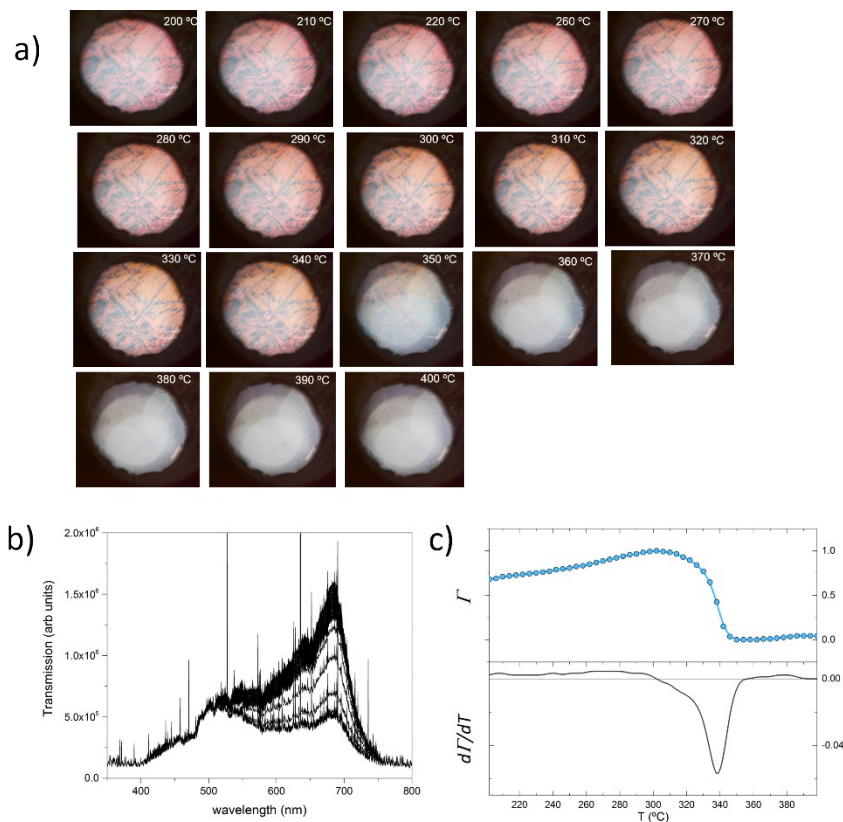 a)
200 ºC 210 ºC 220 ºC 260 ºC 270 ºC
280 ºC 290 ºC 300 ºC 310 ºC 320 ºC
330 ºC 340 ºC 350 ºC 360 ºC 370 ºC
380 ºC 390 ºC 400 ºC
b)
2.0x10⁶
1.5x10⁶
1.0x10⁶
5.0x10⁵
0.0
Transmission (arb units)
400 500 600 700 800
wavelength (nm)
c)
Γ
1.0
0.5
0.0
dΓ/dT
0.00
-0.04
220 240 260 280 300 320 340 360 380
T (ºC)